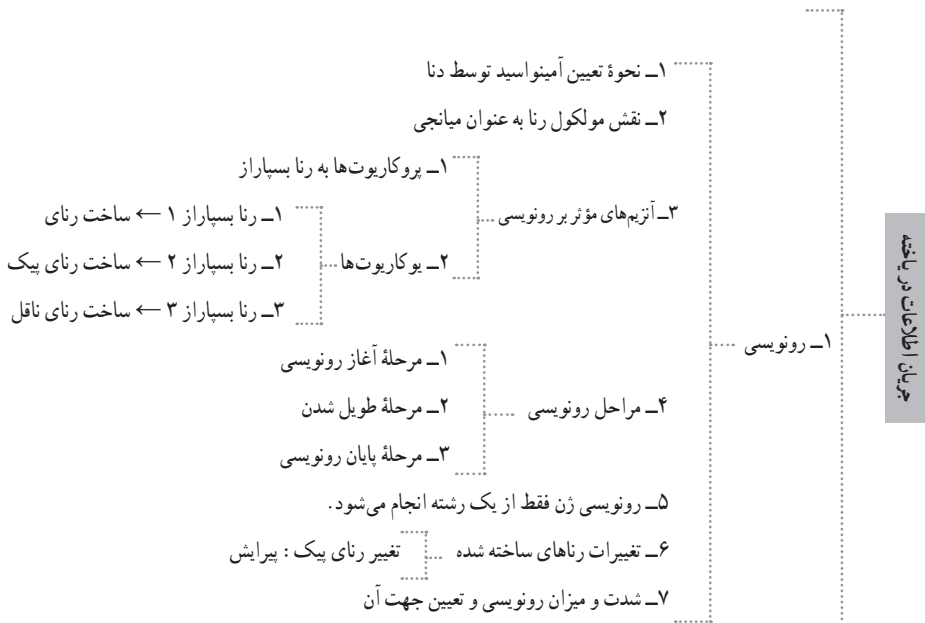 جریان اطلاعات در یاخته
۱ــ رونویسی
۱ــ نحوهٔ تعیین آمینواسید توسط دنا
۲ــ نقش مولکول رنا به عنوان میانجی
۳ــ آنزیم‌های مؤثر بر رونویسی
۱ــ پروکاریوت‌ها به رنا بسپاراز
۲ــ یوکاریوت‌ها
۱ــ رنا بسپاراز ۱ ← ساخت رنای
۲ــ رنا بسپاراز ۲ ← ساخت رنای پیک
۳ــ رنا بسپاراز ۳ ← ساخت رنای ناقل
۴ــ مراحل رونویسی
۱ــ مرحلهٔ آغاز رونویسی
۲ــ مرحلهٔ طویل شدن
۳ــ مرحلهٔ پایان رونویسی
۵ــ رونویسی ژن فقط از یک رشته انجام می‌شود.
۶ــ تغییرات رناهای ساخته شده
تغییر رنای پیک : پیرایش
۷ــ شدت و میزان رونویسی و تعیین جهت آن